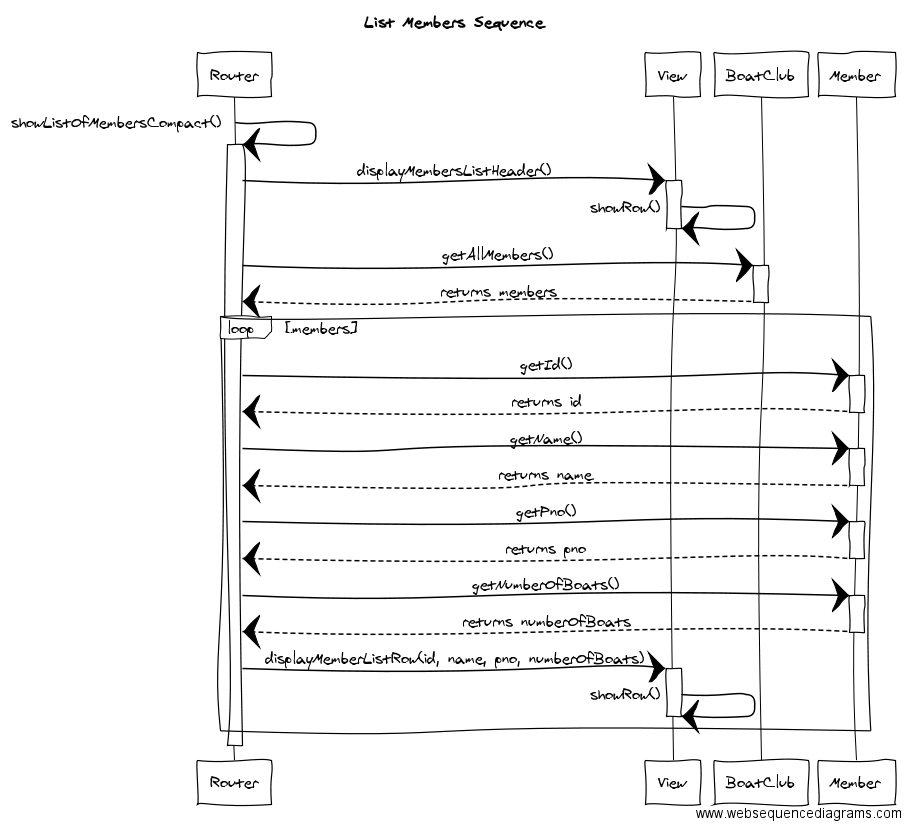 List Members Sequence
Router
View
BoatClub
Member
showListOfMembersCompact()
displayMembersListHeader()
showRow()
getAllMembers()
returns members
loop [members]
getId()
returns id
getName()
returns name
getPno()
returns pno
getNumberOfBoats()
returns numberOfBoats
displayMemberListRow(id, name, pno, numberOfBoats)
showRow()
Router
View
BoatClub
Member
www.websequencediagrams.com